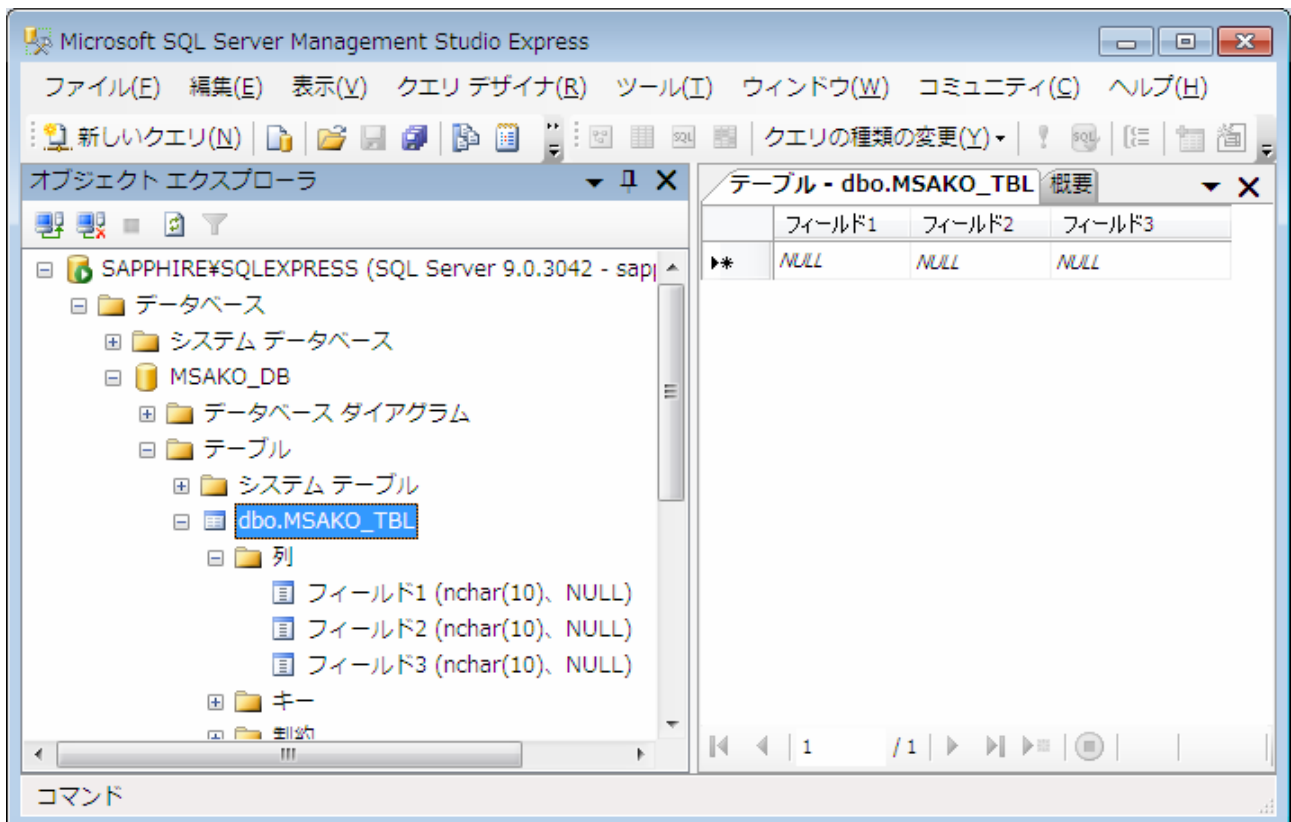 Microsoft SQL Server Management Studio Express
ファイル(F) 編集(E) 表示(V) クエリ デザイナ(R) ツール(T) ウィンドウ(W) コミュニティ(C) ヘルプ(H)
新しいクエリ(N) クエリの種類の変更(Y)
オブジェクト エクスプローラ
テーブル - dbo.MSAKO_TBL 概要
フィールド1 フィールド2 フィールド3
NULL NULL NULL
SAPPHIRE¥SQLEXPRESS (SQL Server 9.0.3042 - sap
データベース
システム データベース
MSAKO_DB
データベース ダイアグラム
テーブル
システム テーブル
dbo.MSAKO_TBL
列
フィールド1 (nchar(10)、NULL)
フィールド2 (nchar(10)、NULL)
フィールド3 (nchar(10)、NULL)
キー
制約
1 / 1
コマンド